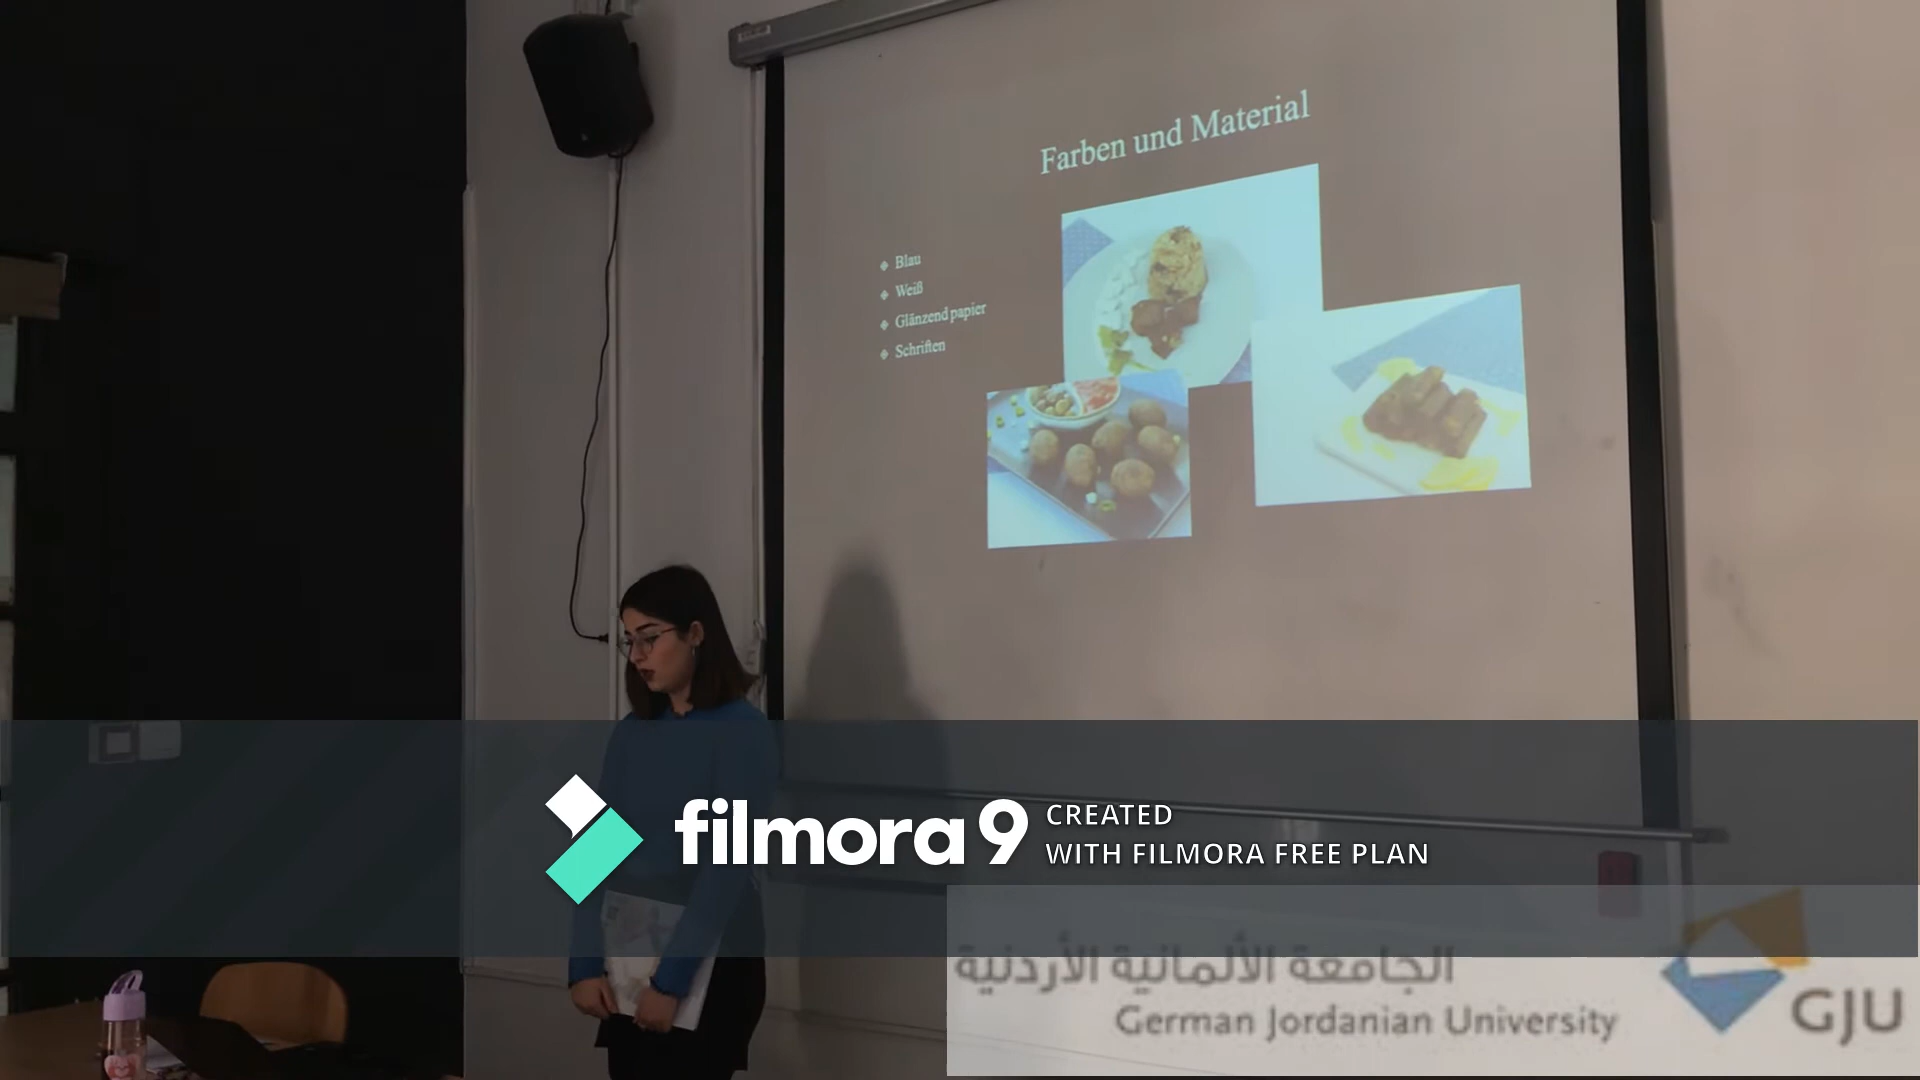 Farben und Material
Blau
Weiß
Glänzend papier
Schriften
filmora 9
CREATED
WITH FILMORA FREE PLAN
الجامعة الألمانية الأردنية
German Jordanian University
GJU